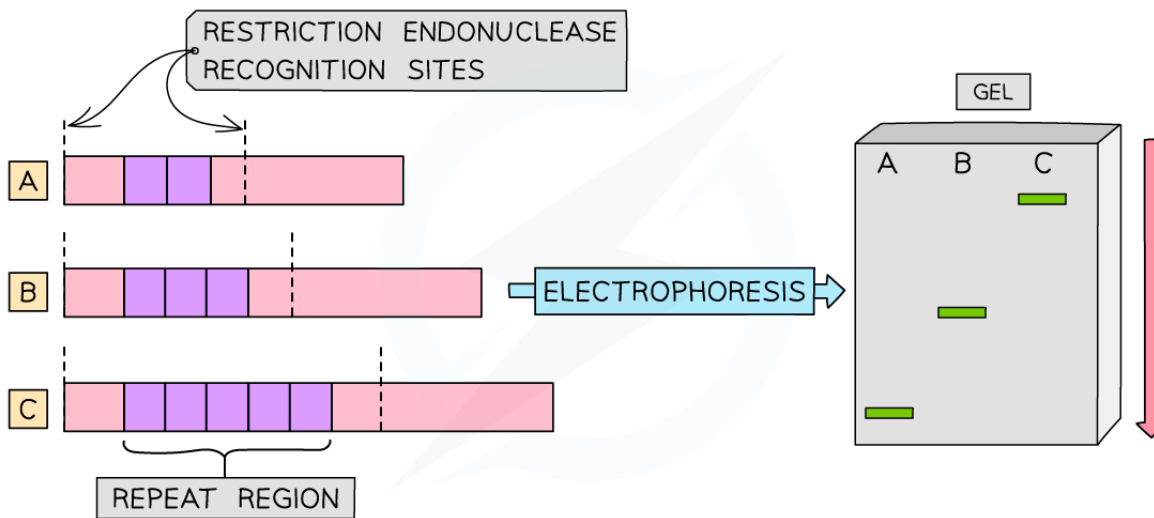 RESTRICTION ENDONUCLEASE
RECOGNITION SITES
GEL
A
A B C
B
ELECTROPHORESIS
C
REPEAT REGION